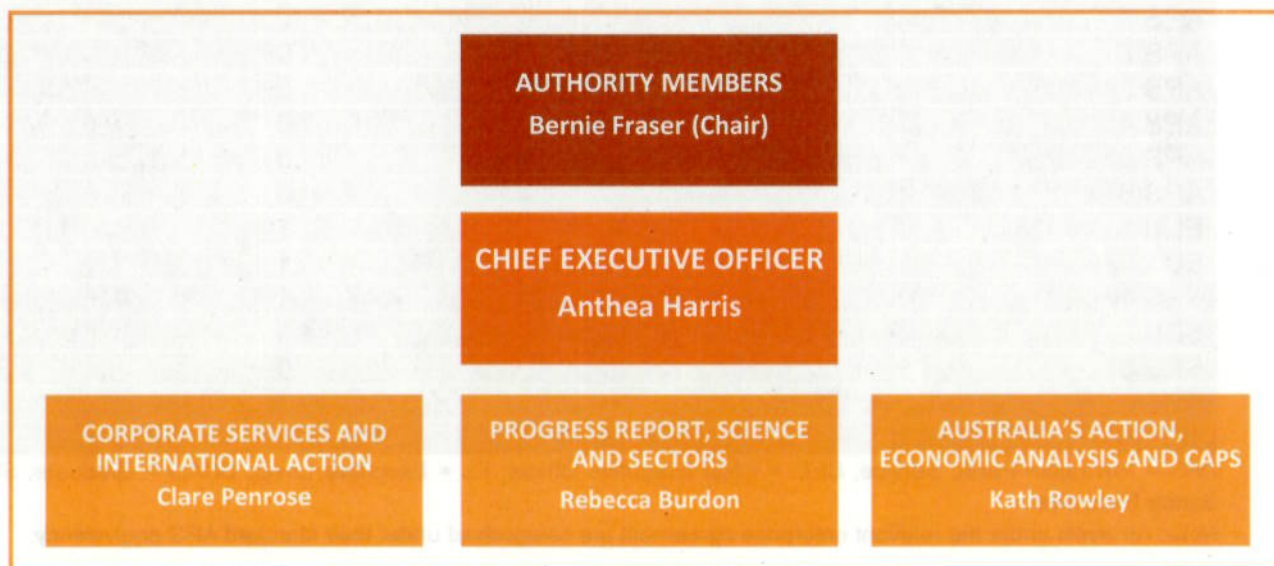 AUTHORITY MEMBERS
Bernie Fraser (Chair)
CHIEF EXECUTIVE OFFICER
Anthea Harris
CORPORATE SERVICES AND
INTERNATIONAL ACTION
Clare Penrose
PROGRESS REPORT, SCIENCE
AND SECTORS
Rebecca Burdon
AUSTRALIA'S ACTION,
ECONOMIC ANALYSIS AND CAPS
Kath Rowley